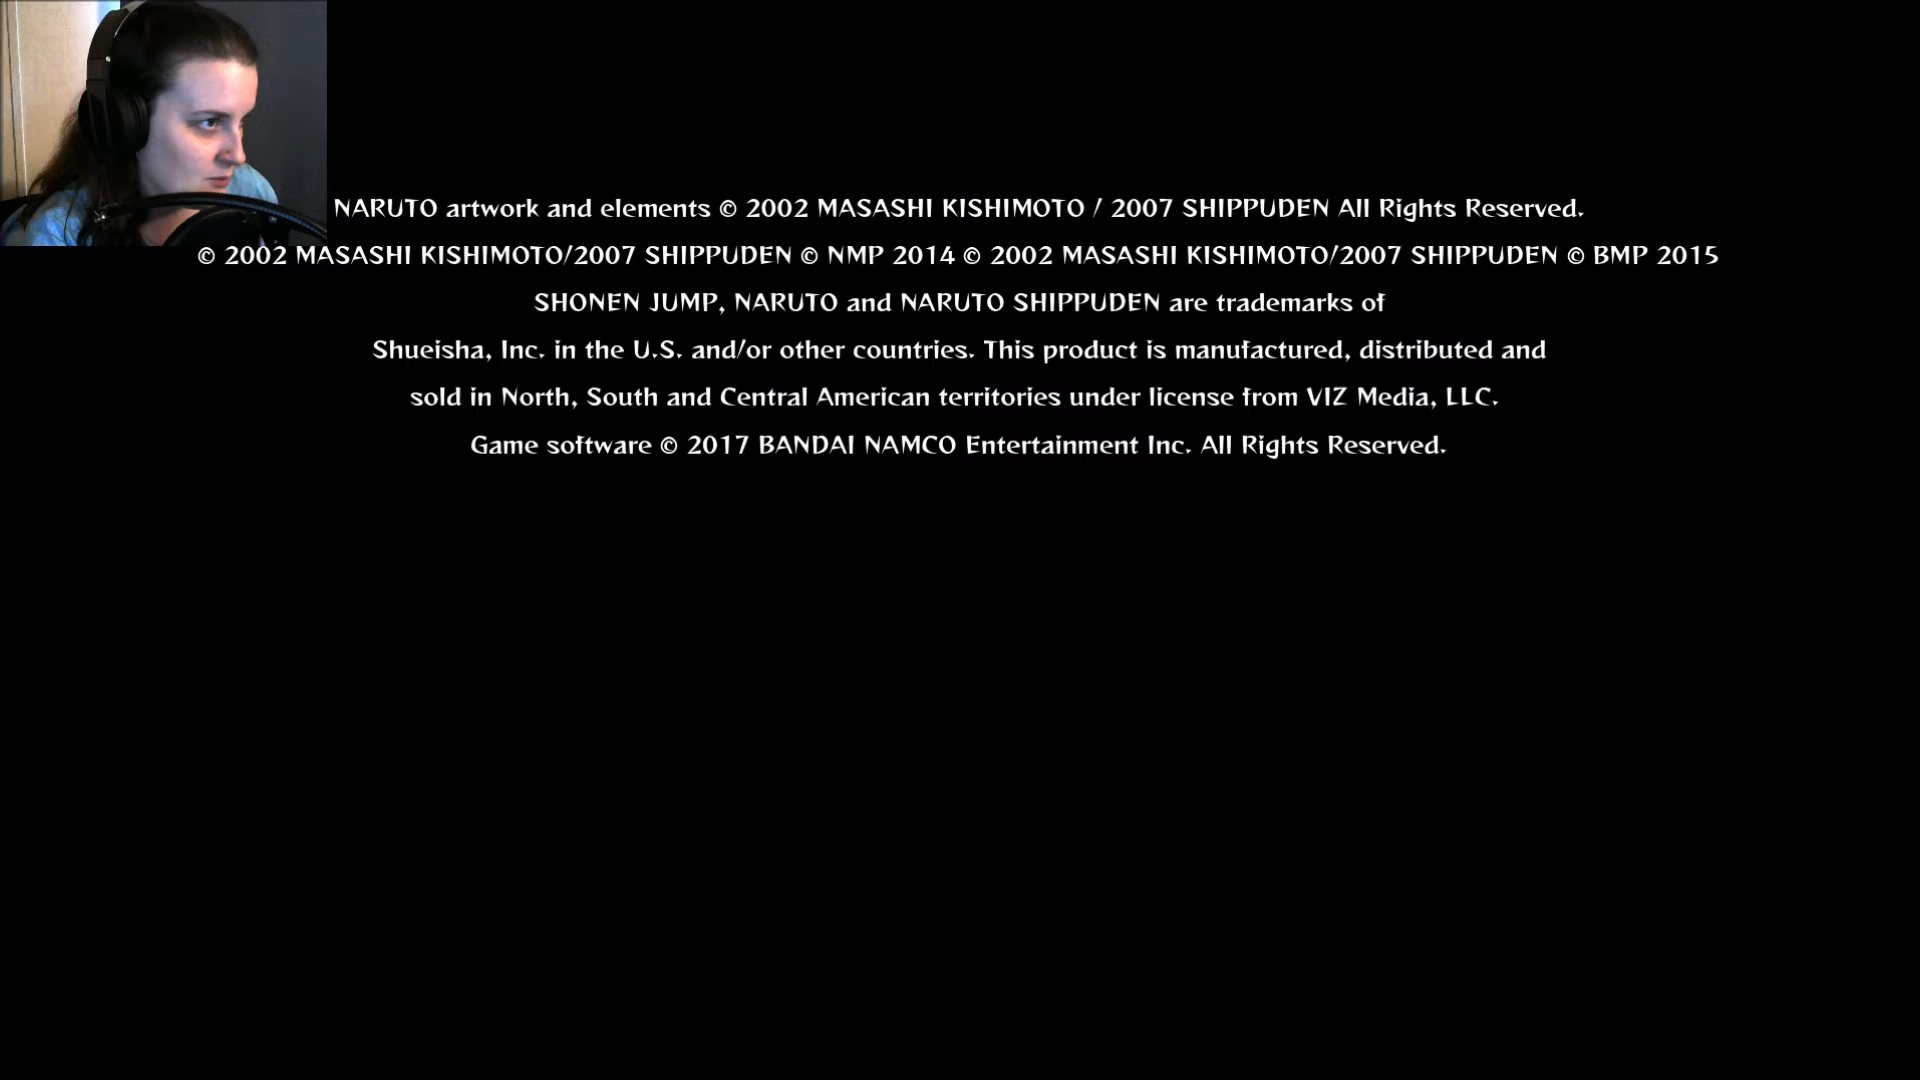 NARUTO artwork and elements © 2002 MASASHI KISHIMOTO / 2007 SHIPPUDEN All Rights Reserved.
© 2002 MASASHI KISHIMOTO/2007 SHIPPUDEN © NMP 2014 © 2002 MASASHI KISHIMOTO/2007 SHIPPUDEN © BMP 2015
SHONEN JUMP, NARUTO and NARUTO SHIPPUDEN are trademarks of
Shueisha, Inc. in the U.S. and/or other countries. This product is manufactured, distributed and
sold in North, South and Central American territories under license from VIZ Media, LLC.
Game software © 2017 BANDAI NAMCO Entertainment Inc. All Rights Reserved.